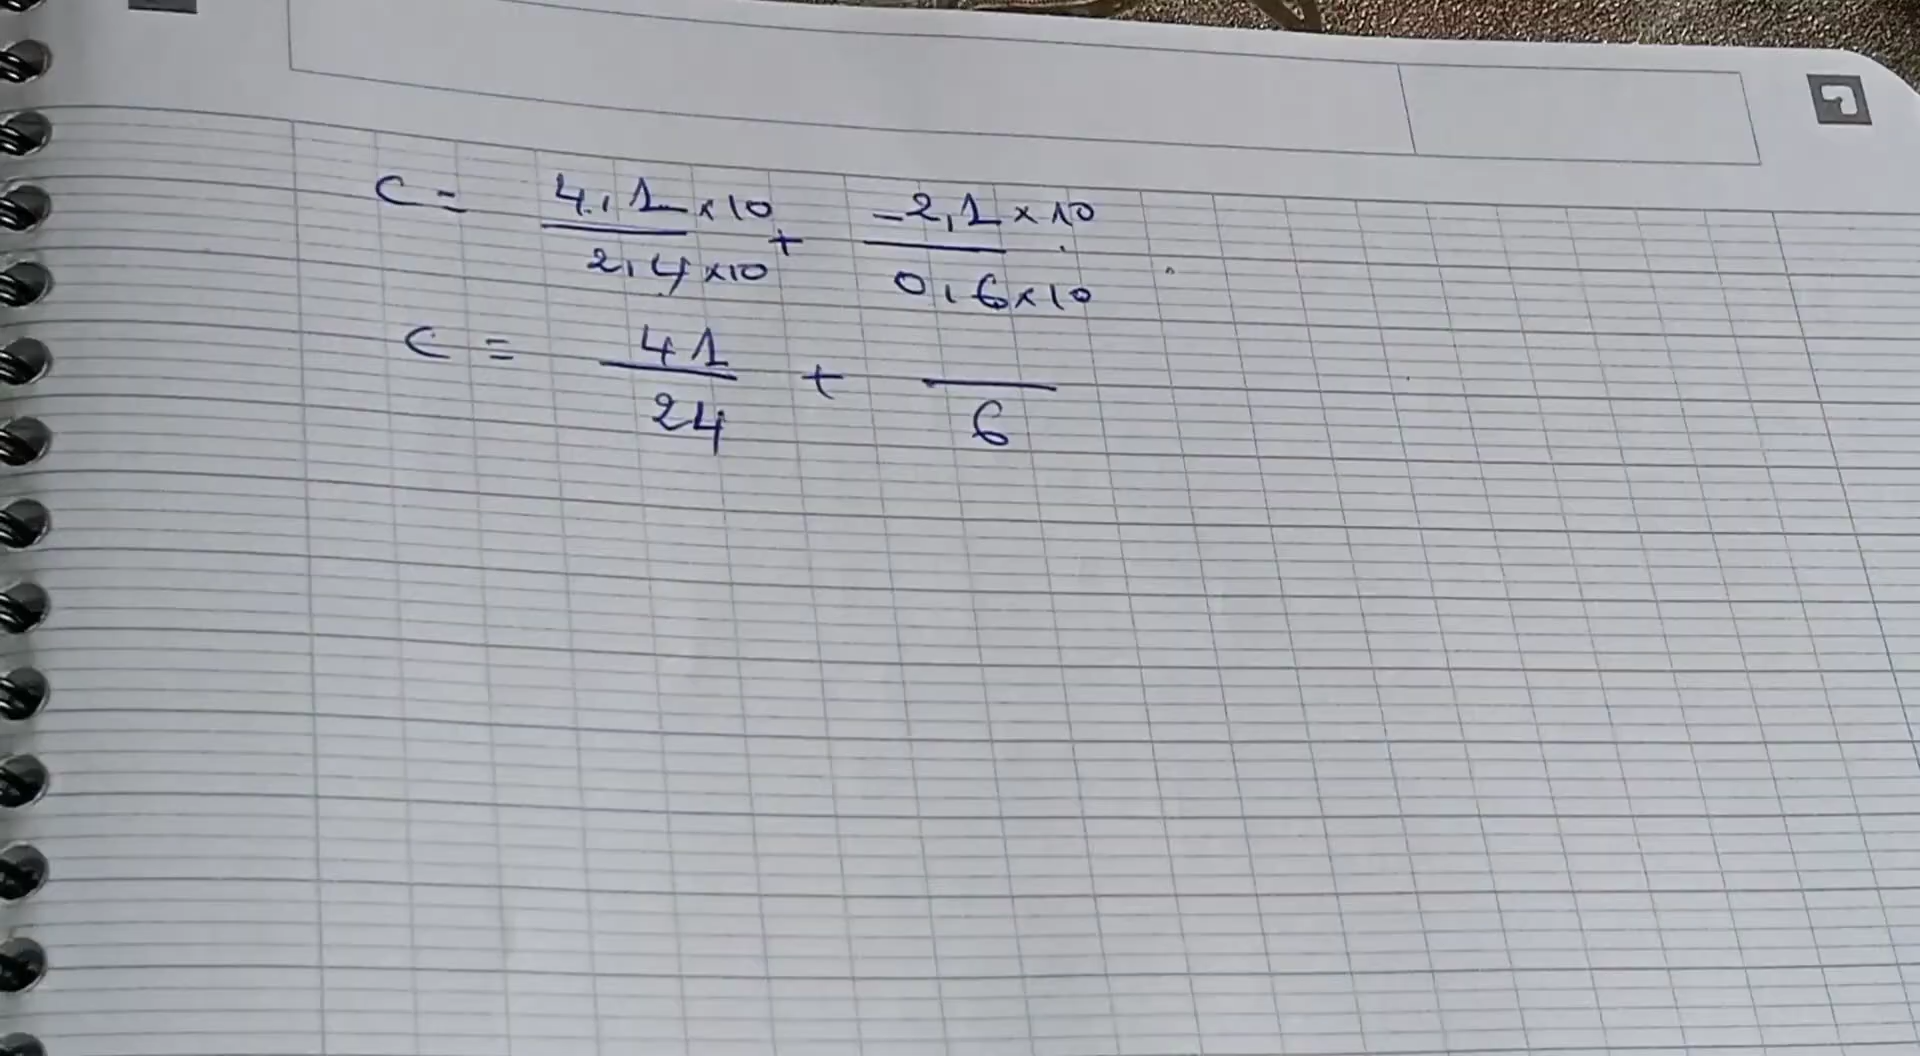 C = 4,1 × 10 / 2,4 × 10 + -2,1 × 10 / 0,6 × 10
C = 41 / 24 + / 6